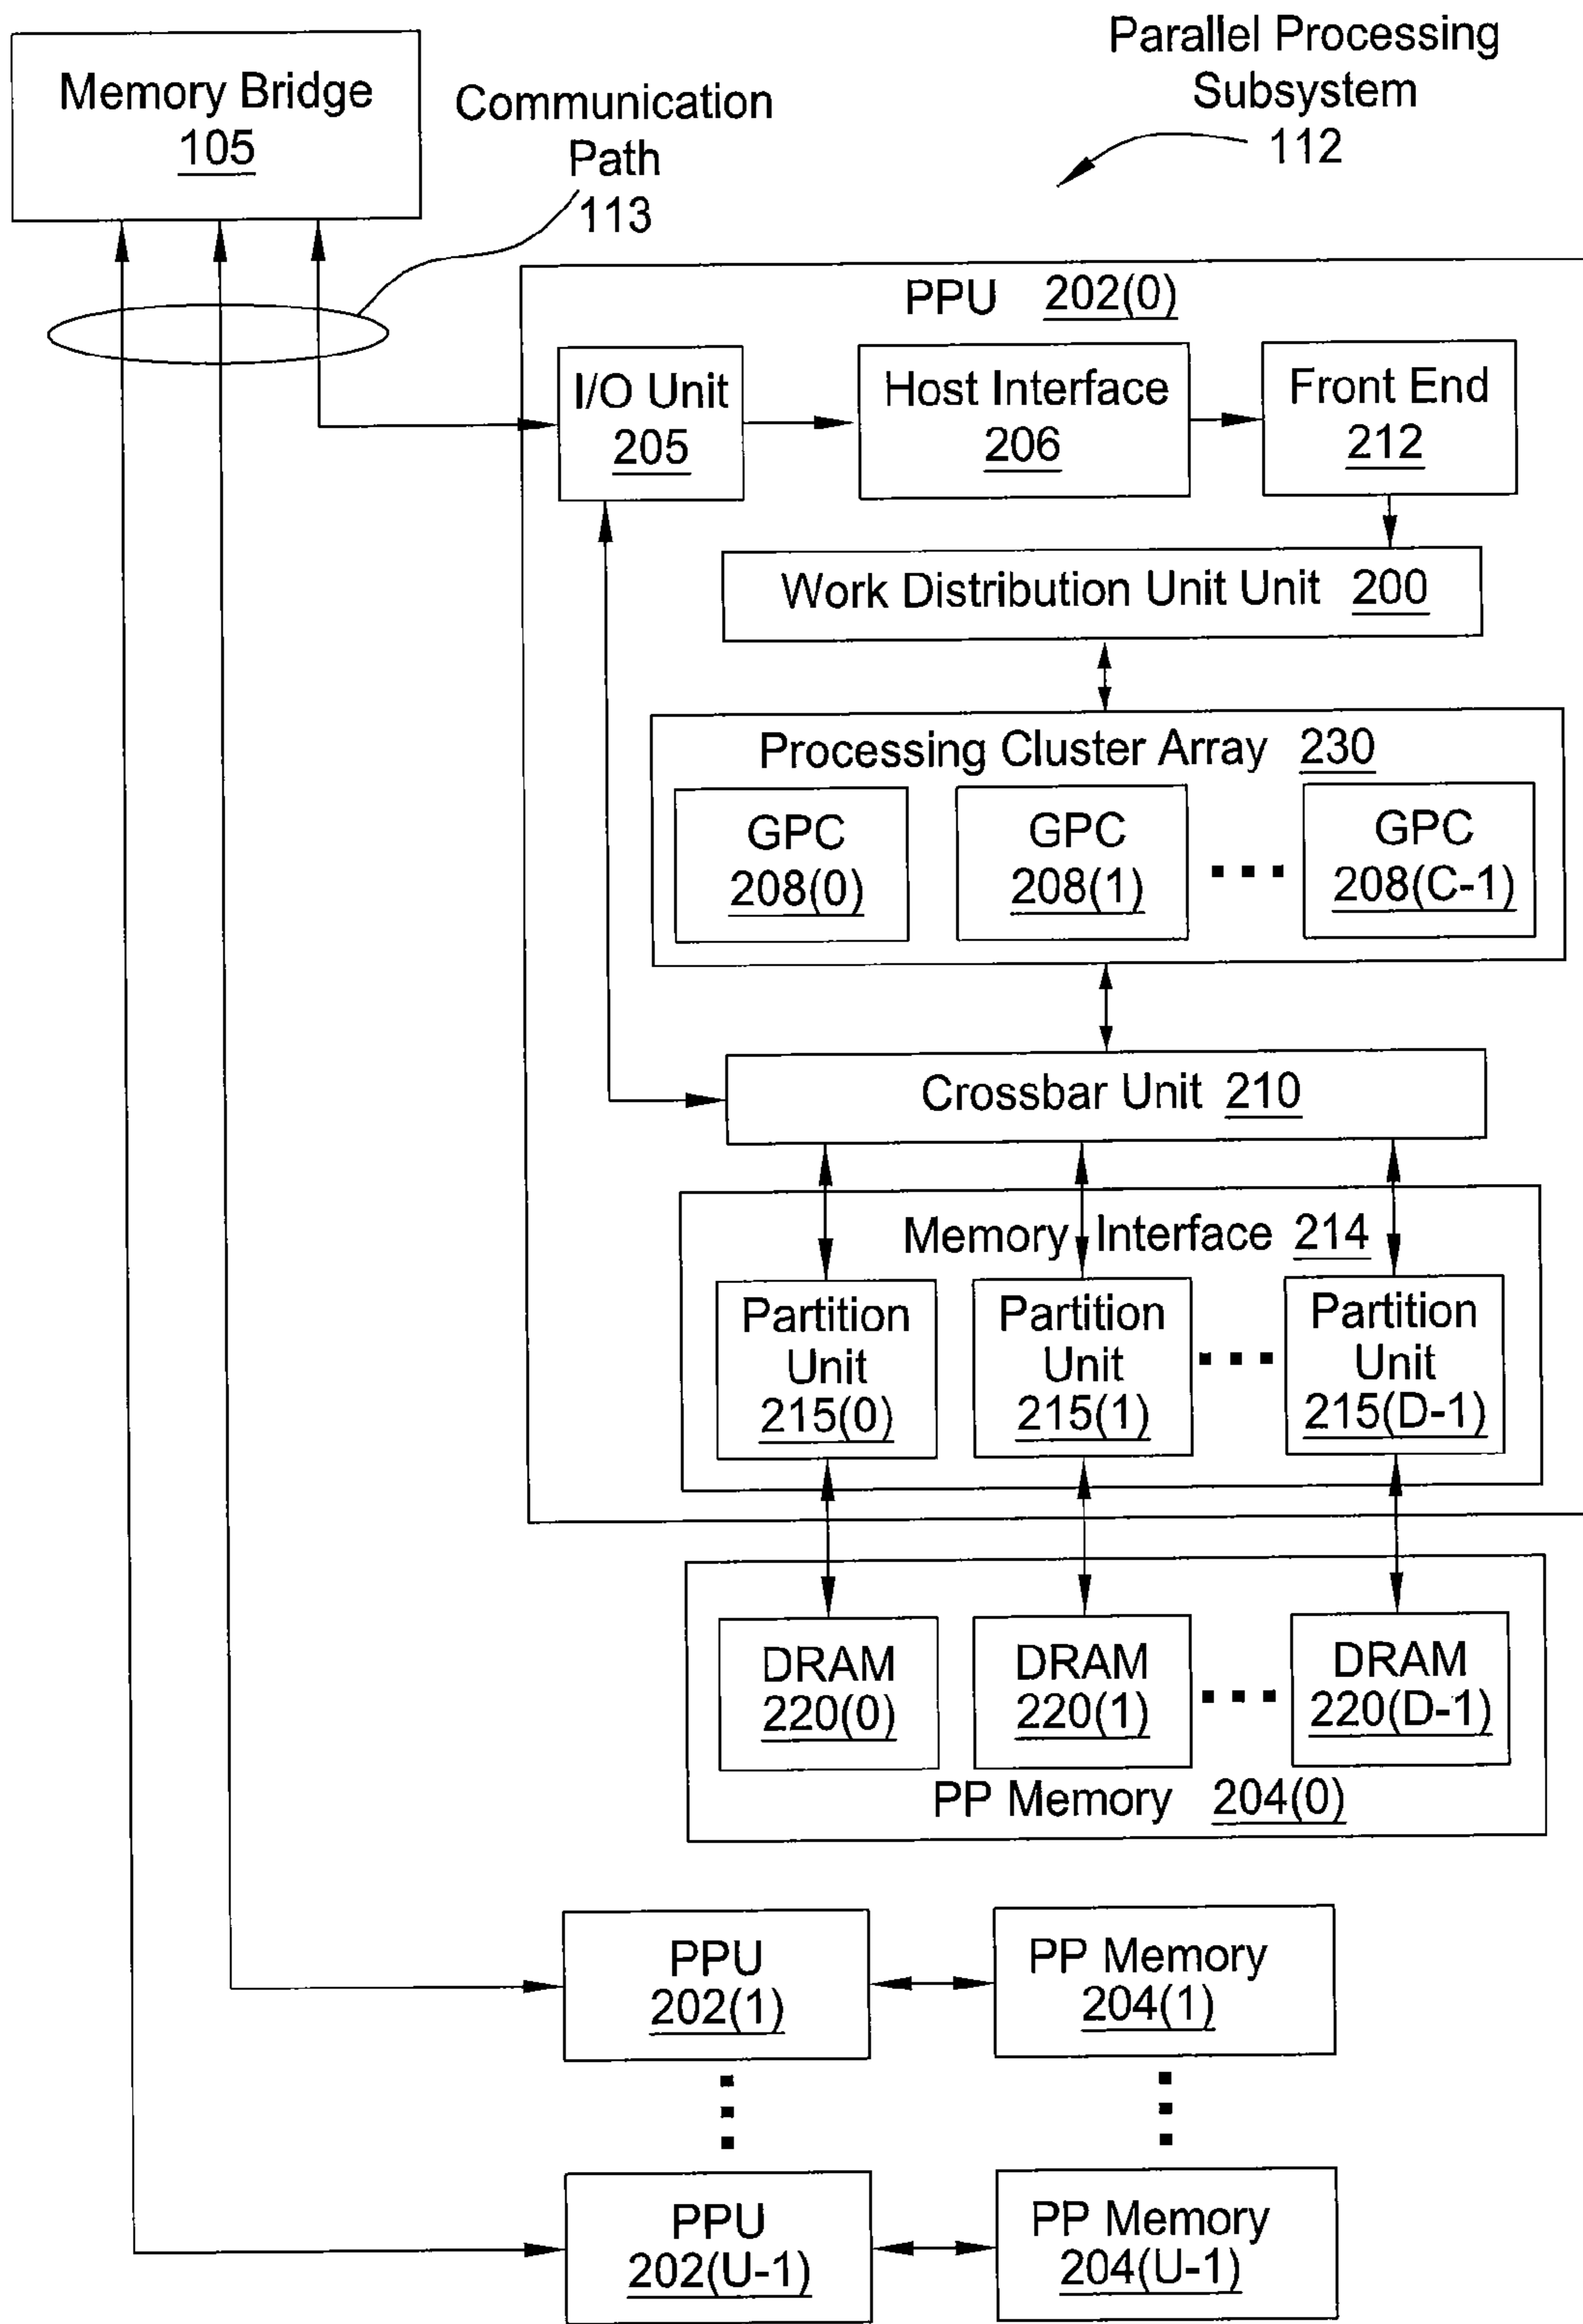 Parallel Processing
Subsystem
112
Memory Bridge
105
Communication
Path
113
PPU 202(0)
I/O Unit
205
Host Interface
206
Front End
212
Work Distribution Unit Unit 200
Processing Cluster Array 230
GPC
208(0)
GPC
208(1)
GPC
208(C-1)
Crossbar Unit 210
Memory Interface 214
Partition
Unit
215(0)
Partition
Unit
215(1)
Partition
Unit
215(D-1)
DRAM
220(0)
DRAM
220(1)
DRAM
220(D-1)
PP Memory 204(0)
PPU
202(1)
PP Memory
204(1)
PPU
202(U-1)
PP Memory
204(U-1)